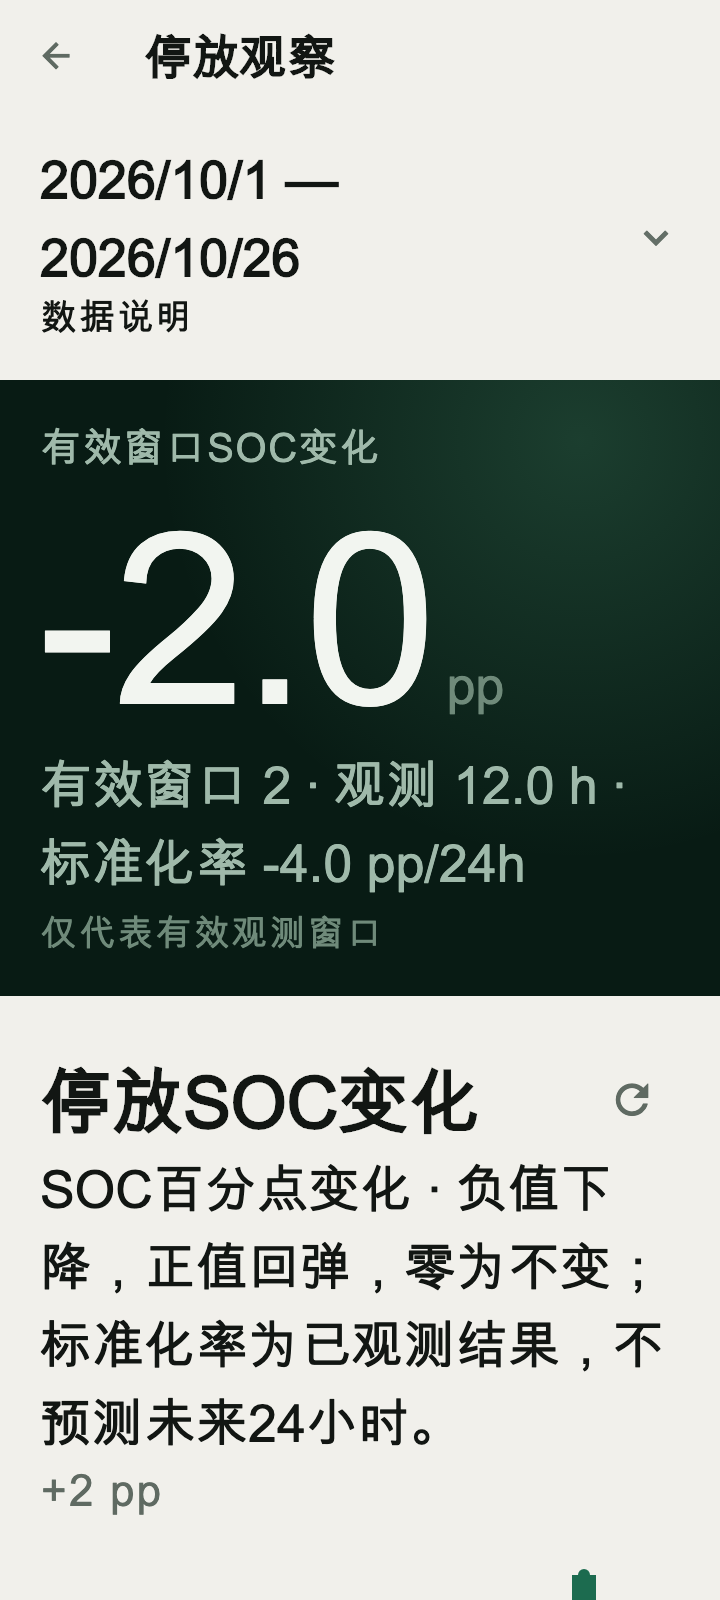 停放观察
2026/10/1 —
2026/10/26
数据说明
有效窗口SOC变化
-2.0 pp
有效窗口 2 · 观测 12.0 h ·
标准化率 -4.0 pp/24h
仅代表有效观测窗口
停放SOC变化
SOC百分点变化 · 负值下
降，正值回弹，零为不变；
标准化率为已观测结果，不
预测未来24小时。
+2 pp